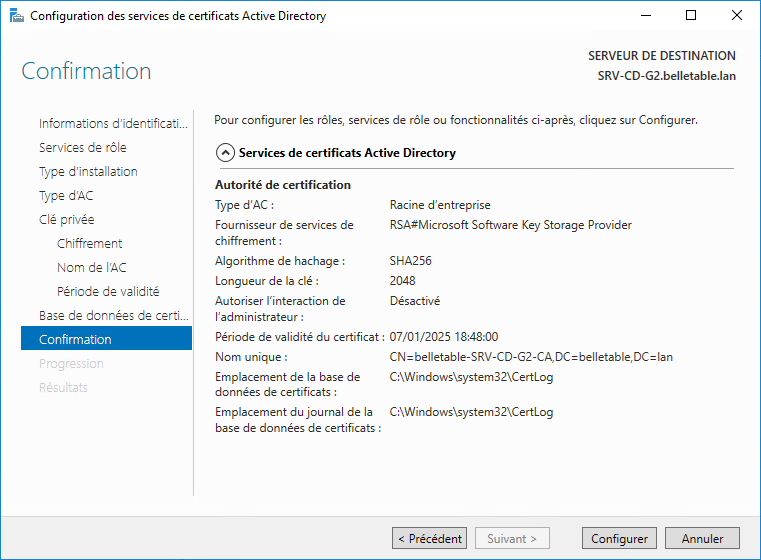 Configuration des services de certificats Active Directory
Confirmation
SERVEUR DE DESTINATION
SRV-CD-G2.belletable.lan
Informations d'identificati...
Services de rôle
Type d'installation
Type d'AC
Clé privée
Chiffrement
Nom de l'AC
Période de validité
Base de données de certi...
Confirmation
Progression
Résultats
Pour configurer les rôles, services de rôle ou fonctionnalités ci-après, cliquez sur Configurer.
Services de certificats Active Directory
Autorité de certification
Type d'AC : Racine d'entreprise
Fournisseur de services de RSA#Microsoft Software Key Storage Provider
chiffrement :
Algorithme de hachage : SHA256
Longueur de la clé : 2048
Autoriser l'interaction de Désactivé
l'administrateur :
Période de validité du certificat : 07/01/2025 18:48:00
Nom unique : CN=belletable-SRV-CD-G2-CA,DC=belletable,DC=lan
Emplacement de la base de C:\Windows\system32\CertLog
données de certificats :
Emplacement du journal de la C:\Windows\system32\CertLog
base de données de certificats :
< Précédent
Suivant >
Configurer
Annuler